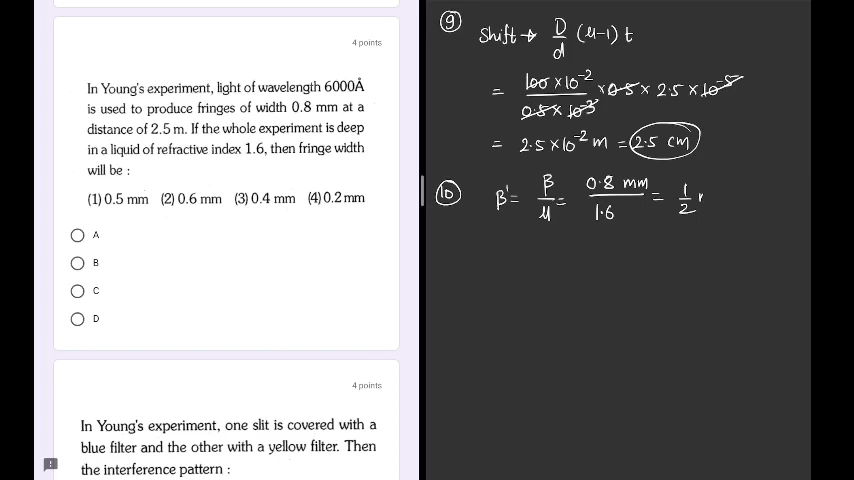 4 points
In Young's experiment, light of wavelength 6000Å
is used to produce fringes of width 0.8 mm at a
distance of 2.5 m. If the whole experiment is deep
in a liquid of refractive index 1.6, then fringe width
will be :
(1) 0.5 mm (2) 0.6 mm (3) 0.4 mm (4) 0.2 mm
A
B
C
D
4 points
In Young's experiment, one slit is covered with a
blue filter and the other with a yellow filter. Then
the interference pattern :
⑨ Shift → D/d (μ-1) t
= 100 × 10⁻² / 0.5 × 10⁻³ × 0.5 × 2.5 × 10⁻⁵
= 2.5 × 10⁻² m = 2.5 cm
⑩ β' = β/μ = 0.8 mm / 1.6 = 1/2